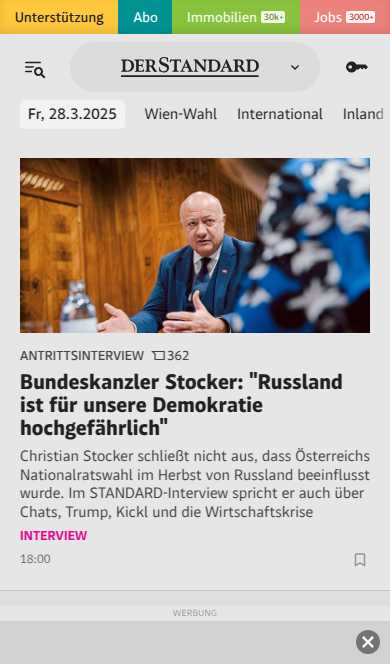 Unterstützung Abo Immobilien 30k+ Jobs 3000+
DERSTANDARD
Fr, 28.3.2025 Wien-Wahl International Inland
ANTRITTSINTERVIEW 362
Bundeskanzler Stocker: "Russland
ist für unsere Demokratie
hochgefährlich"
Christian Stocker schließt nicht aus, dass Österreichs
Nationalratswahl im Herbst von Russland beeinflusst
wurde. Im STANDARD-Interview spricht er auch über
Chats, Trump, Kickl und die Wirtschaftskrise
INTERVIEW
18:00
WERBUNG